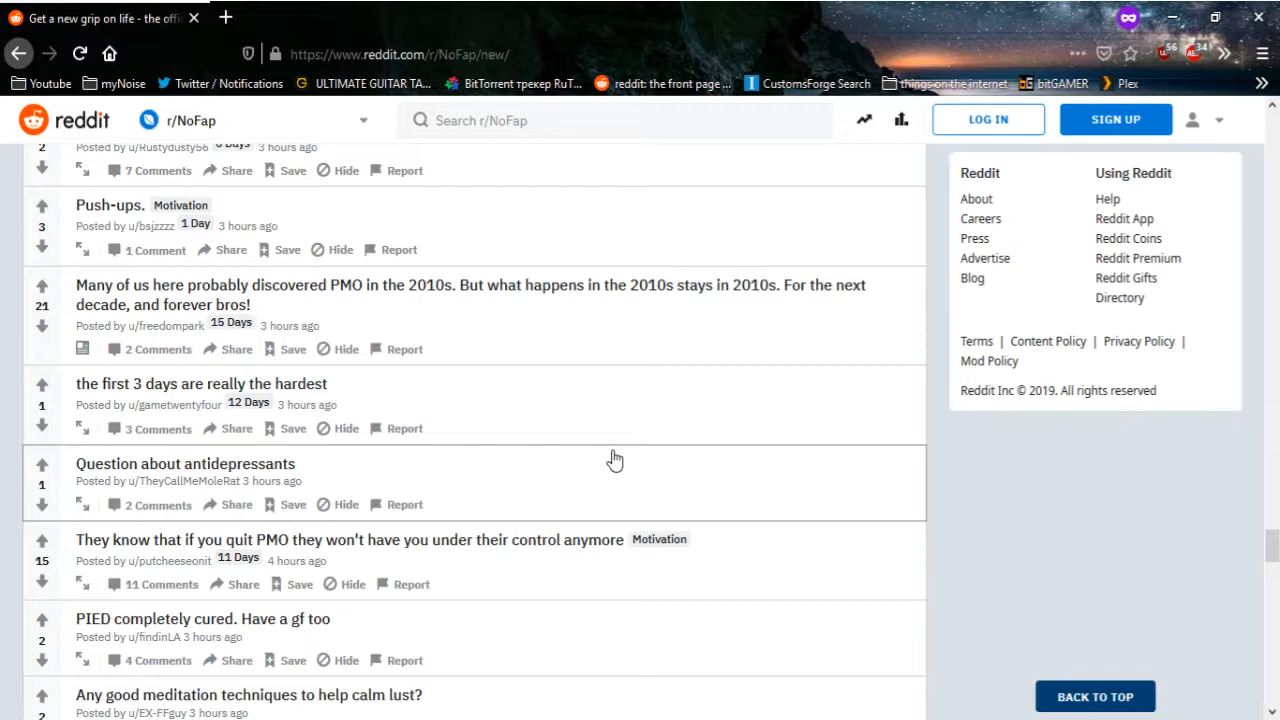 Get a new grip on life - the offi
https://www.reddit.com/r/NoFap/new/
56
34
Youtube
myNoise
Twitter / Notifications
ULTIMATE GUITAR TA...
BitTorrent трекер RuT...
reddit: the front page ...
CustomsForge Search
things on the internet
bitGAMER
Plex
reddit
r/NoFap
Search r/NoFap
LOG IN
SIGN UP
2
Posted by u/Rustydusty56 6 Days 3 hours ago
7 Comments Share Save Hide Report
Push-ups. Motivation
Posted by u/bsjzzzz 1 Day 3 hours ago
3
1 Comment Share Save Hide Report
Many of us here probably discovered PMO in the 2010s. But what happens in the 2010s stays in 2010s. For the next
decade, and forever bros!
21
Posted by u/freedompark 15 Days 3 hours ago
2 Comments Share Save Hide Report
the first 3 days are really the hardest
1
Posted by u/gametwentyfour 12 Days 3 hours ago
3 Comments Share Save Hide Report
Question about antidepressants
1
Posted by u/TheyCallMeMoleRat 3 hours ago
2 Comments Share Save Hide Report
They know that if you quit PMO they won't have you under their control anymore Motivation
15
Posted by u/putcheeseonit 11 Days 4 hours ago
11 Comments Share Save Hide Report
PIED completely cured. Have a gf too
2
Posted by u/findinLA 3 hours ago
4 Comments Share Save Hide Report
Any good meditation techniques to help calm lust?
2
Posted by u/EX-FFguy 3 hours ago
Reddit
About
Careers
Press
Advertise
Blog
Using Reddit
Help
Reddit App
Reddit Coins
Reddit Premium
Reddit Gifts
Directory
Terms | Content Policy | Privacy Policy |
Mod Policy
Reddit Inc © 2019. All rights reserved
BACK TO TOP